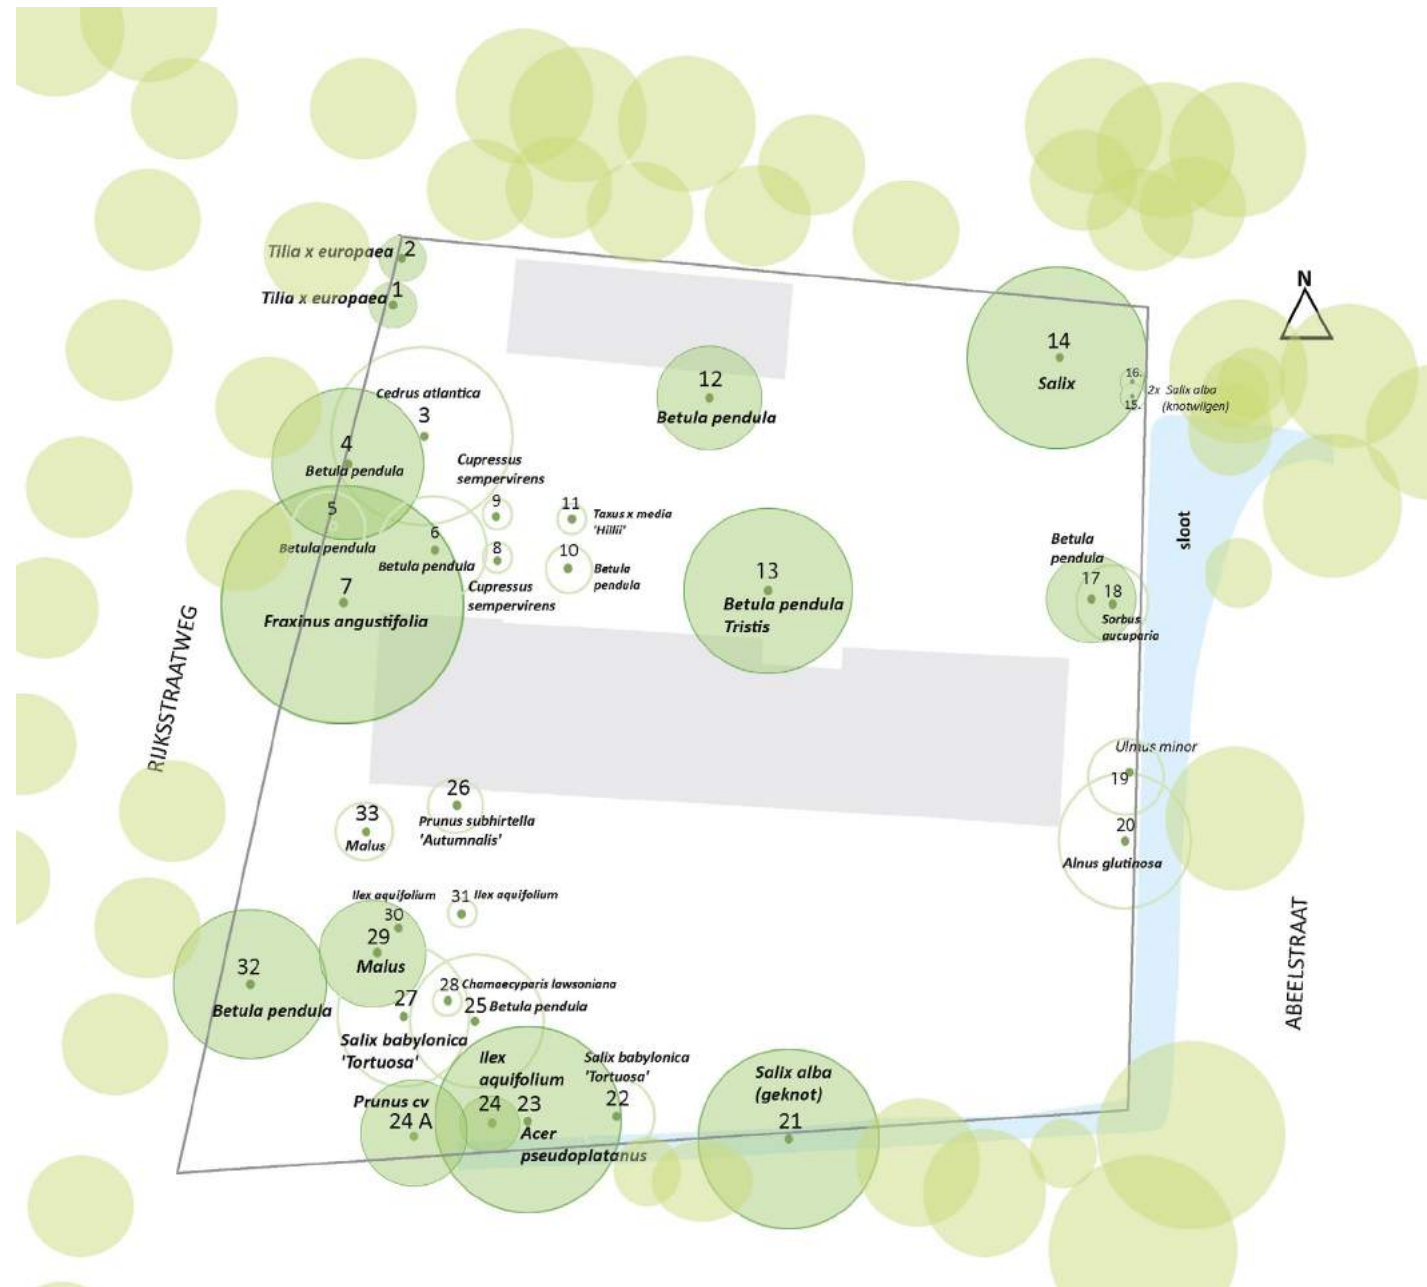 Tilia x europaea
2
Tilia x europaea
1
N
Cedrus atlantica
3
4
Betula pendula
5
Betula pendula
6
Betula pendula
7
Fraxinus angustifolia
Cupressus
sempervirens
9
8
Cupressus
sempervirens
11
Taxus x media
'Hillii'
10
Betula
pendula
12
Betula pendula
13
Betula pendula
Tristis
14
Salix
16.
15.
2x Salix alba
(knotwilgen)
sloot
Betula
pendula
17
18
Sorbus
aucuparia
RIJKSSTRAATWEG
Ulmus minor
19
20
Alnus glutinosa
26
Prunus subhirtella
'Autumnalis'
33
Malus
Ilex aquifolium
30
31 Ilex aquifolium
29
Malus
32
Betula pendula
28 Chamaecyparis lawsoniana
27
25 Betula pendula
Salix babylonica
'Tortuosa'
ABEELSTRAAT
Ilex
aquifolium
24
23
Acer
pseudoplatanus
Salix babylonica
'Tortuosa'
22
Prunus cv
24 A
Salix alba
(geknot)
21